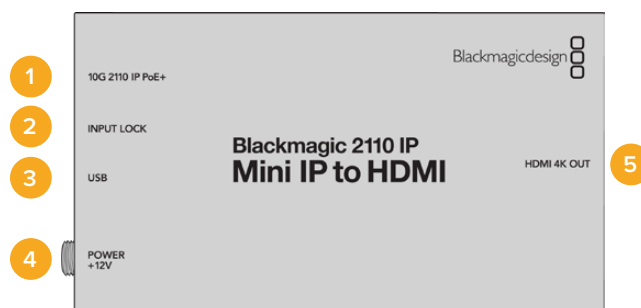 1
10G 2110 IP PoE+
Blackmagicdesign
2
INPUT LOCK
Blackmagic 2110 IP
Mini IP to HDMI
3
USB
HDMI 4K OUT
5
4
POWER
+12V